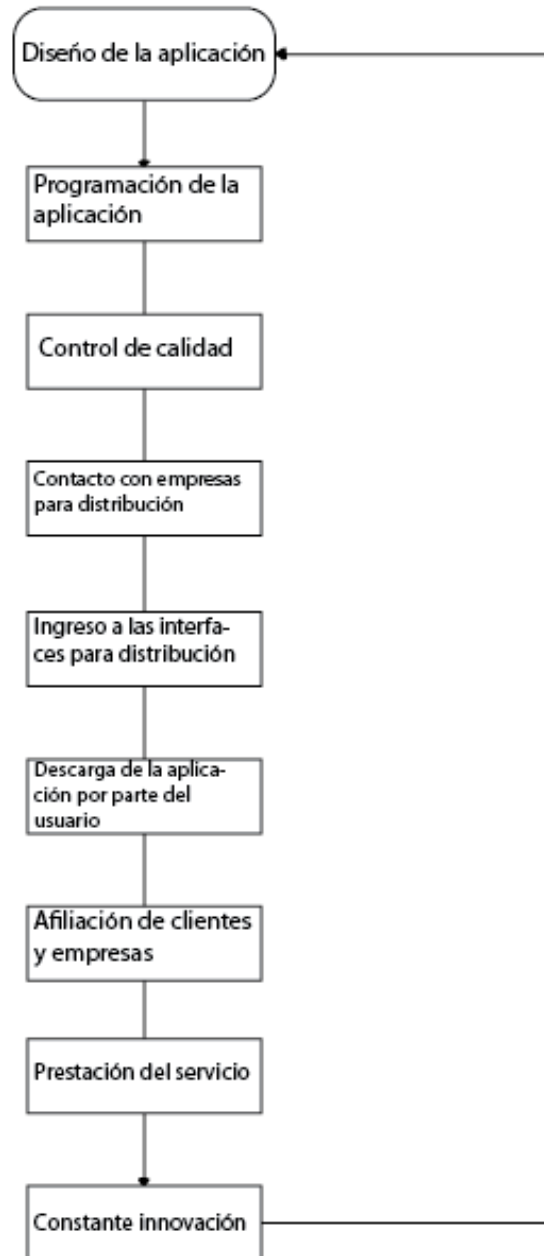 Diseño de la aplicación
Programación de la
aplicación
Control de calidad
Contacto con empresas
para distribución
Ingreso a las interfa-
ces para distribución
Descarga de la aplica-
ción por parte del
usuario
Afiliación de clientes
y empresas
Prestación del servicio
Constante innovación